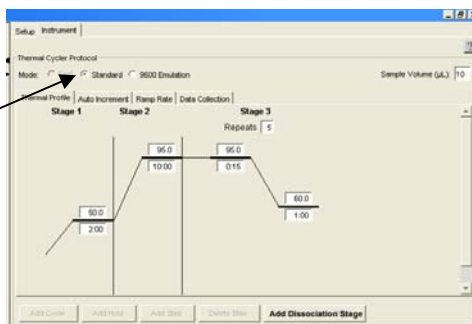 Setup Instrument
Thermal Cycler Protocol
Mode: Standard 9600 Emulation Sample Volume (µL): 10
Thermal Profile Auto Increment Ramp Rate Data Collection
Stage 1 Stage 2 Stage 3
Repeats 5
95.0 95.0
10:00 0:15
60.0
1:00
50.0
2:00
Add Cycle Add Hold Add Step Delete Step Add Dissociation Stage